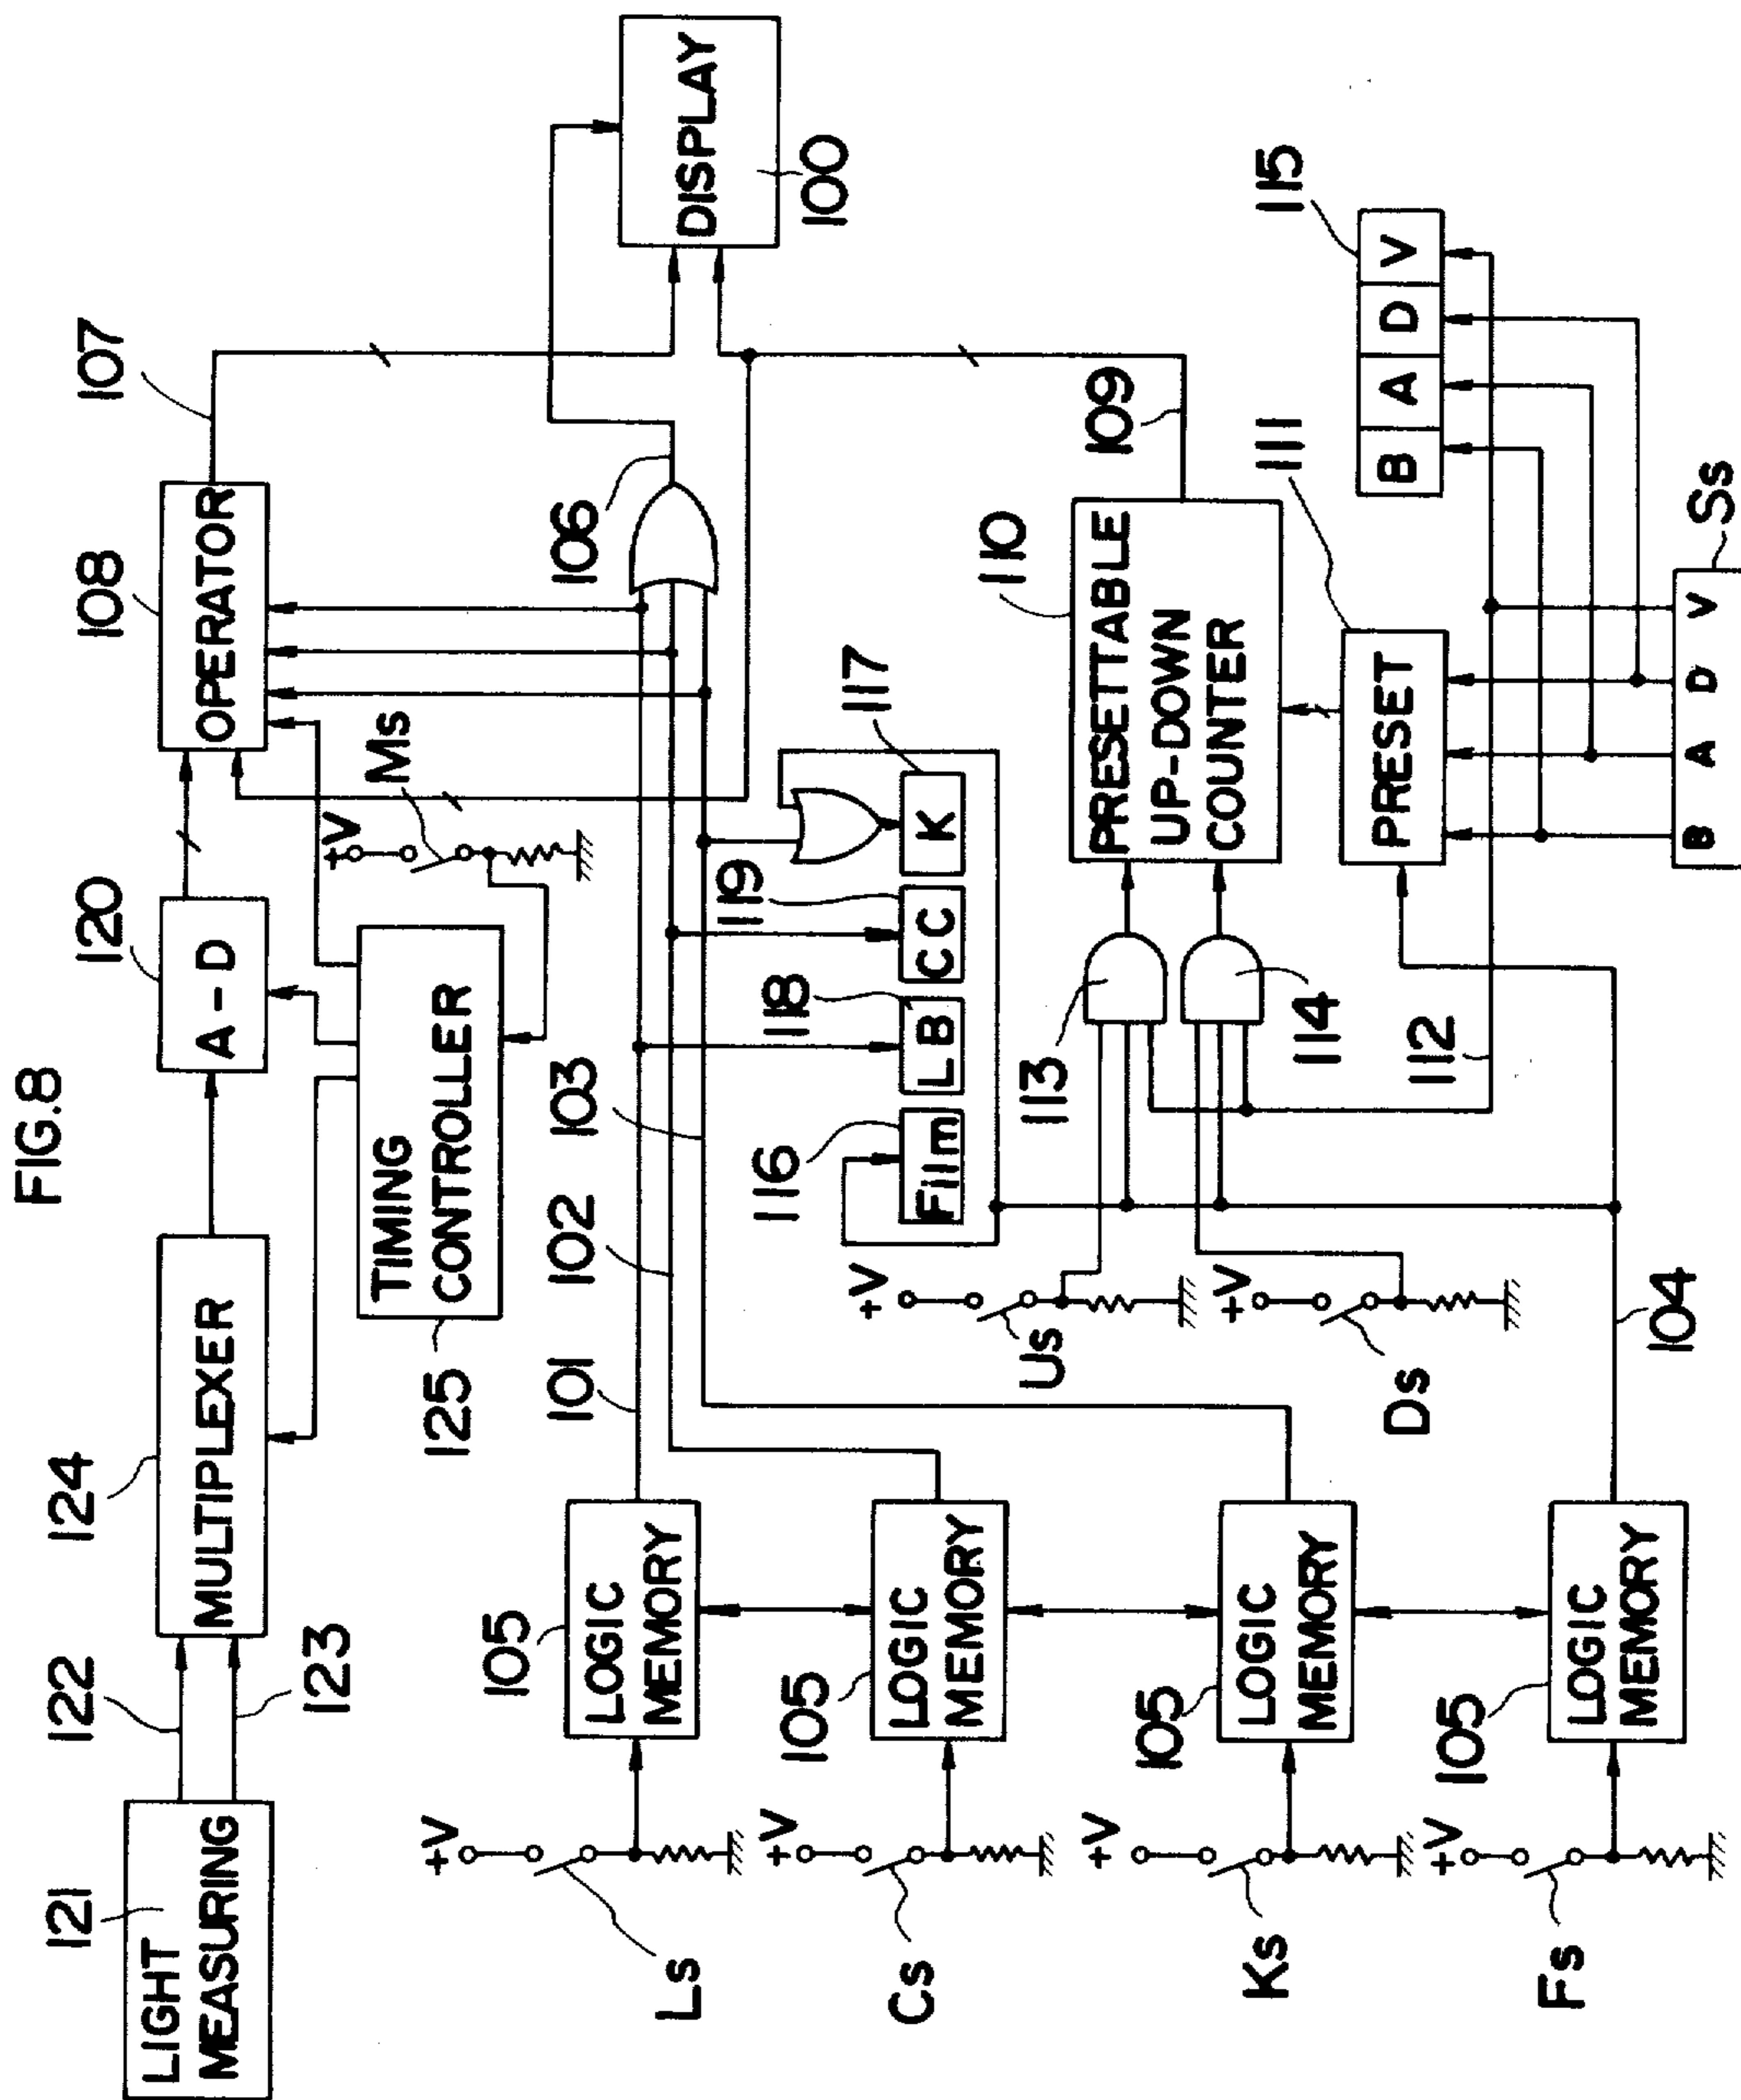 FIG.8
121
LIGHT
MEASURING
122
123
124
MULTIPLEXER
120
A-D
108
OPERATOR
107
125
TIMING
CONTROLLER
+V
Ms
DISPLAY
100
106
101
102
103
+V
Ls
105
LOGIC
MEMORY
+V
Cs
105
LOGIC
MEMORY
+V
Ks
105
LOGIC
MEMORY
+V
Fs
105
LOGIC
MEMORY
104
116
Film
118
LB
119
CC
117
K
+V
Us
+V
Ds
113
114
112
110
PRESETTABLE
UP-DOWN
COUNTER
109
111
PRESET
115
B A D V
B A D V
Ss